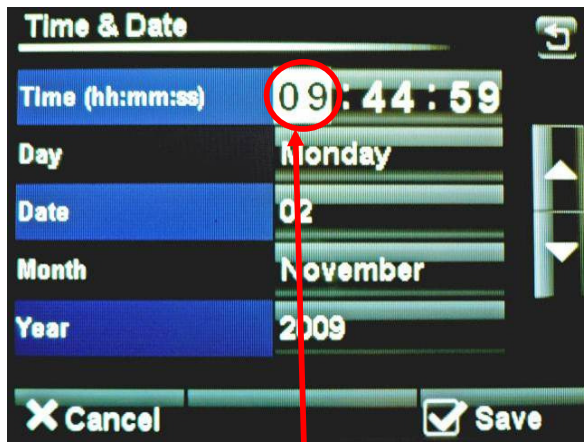 Time & Date
Time (hh:mm:ss) 09:44:59
Day Monday
Date 02
Month November
Year 2009
Cancel Save